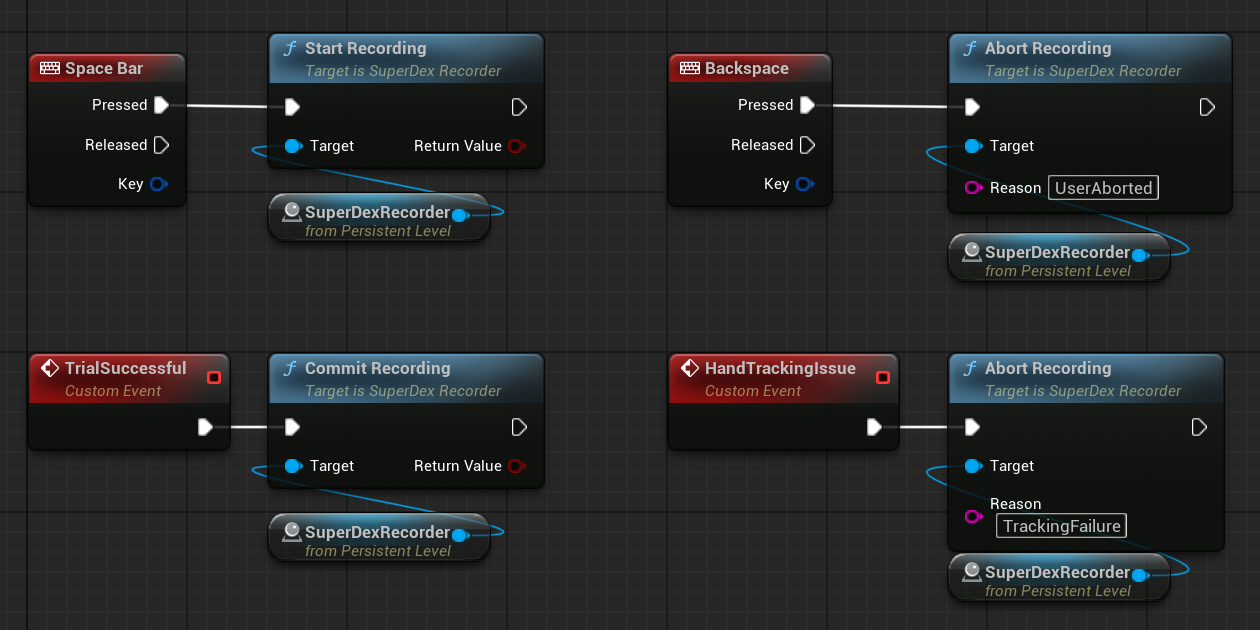 Space Bar
Pressed
Released
Key
Start Recording
Target is SuperDex Recorder
Target
Return Value
SuperDexRecorder
from Persistent Level
Backspace
Pressed
Released
Key
Abort Recording
Target is SuperDex Recorder
Target
Reason UserAborted
SuperDexRecorder
from Persistent Level
TrialSuccessful
Custom Event
Commit Recording
Target is SuperDex Recorder
Target
Return Value
SuperDexRecorder
from Persistent Level
HandTrackingIssue
Custom Event
Abort Recording
Target is SuperDex Recorder
Target
Reason
TrackingFailure
SuperDexRecorder
from Persistent Level